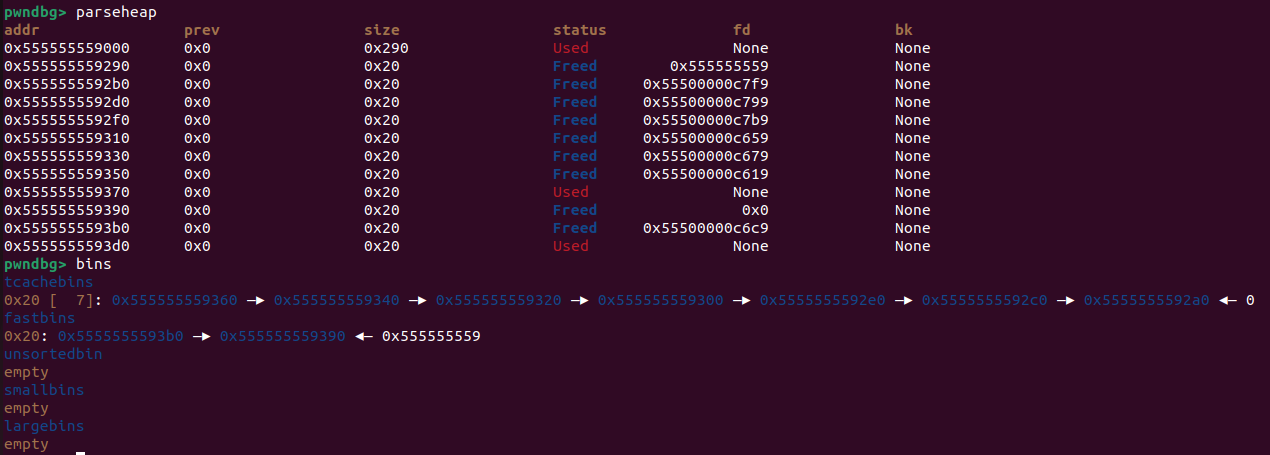 pwndbg> parseheap
addr                prev                size                 status              fd                bk
0x555555559000      0x0                 0x290                Used                None              None
0x555555559290      0x0                 0x20                 Freed        0x555555559              None
0x5555555592b0      0x0                 0x20                 Freed     0x55500000c7f9              None
0x5555555592d0      0x0                 0x20                 Freed     0x55500000c799              None
0x5555555592f0      0x0                 0x20                 Freed     0x55500000c7b9              None
0x555555559310      0x0                 0x20                 Freed     0x55500000c659              None
0x555555559330      0x0                 0x20                 Freed     0x55500000c679              None
0x555555559350      0x0                 0x20                 Freed     0x55500000c619              None
0x555555559370      0x0                 0x20                 Used                None              None
0x555555559390      0x0                 0x20                 Freed                0x0              None
0x5555555593b0      0x0                 0x20                 Freed     0x55500000c6c9              None
0x5555555593d0      0x0                 0x20                 Used                None              None
pwndbg> bins
tcachebins
0x20 [  7]: 0x555555559360 —▸ 0x555555559340 —▸ 0x555555559320 —▸ 0x555555559300 —▸ 0x5555555592e0 —▸ 0x5555555592c0 —▸ 0x5555555592a0 ◂— 0
fastbins
0x20: 0x5555555593b0 —▸ 0x555555559390 ◂— 0x555555559
unsortedbin
empty
smallbins
empty
largebins
empty